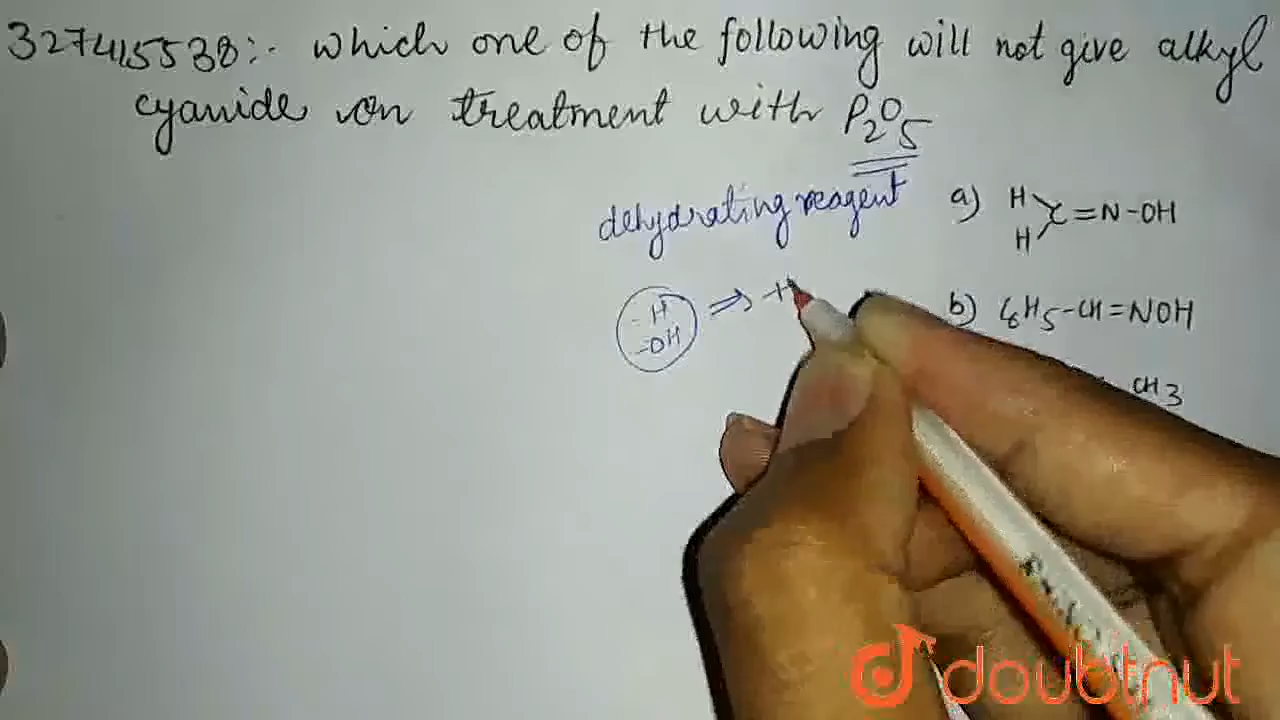 327415538:- which one of the following will not give alkyl
cyanide on treatment with P2O5
dehydrating reagent
a) H
C=N-OH
H
-H
-OH
⇒ -H
b) C6H5-CH=NOH
CH3
doubtnut